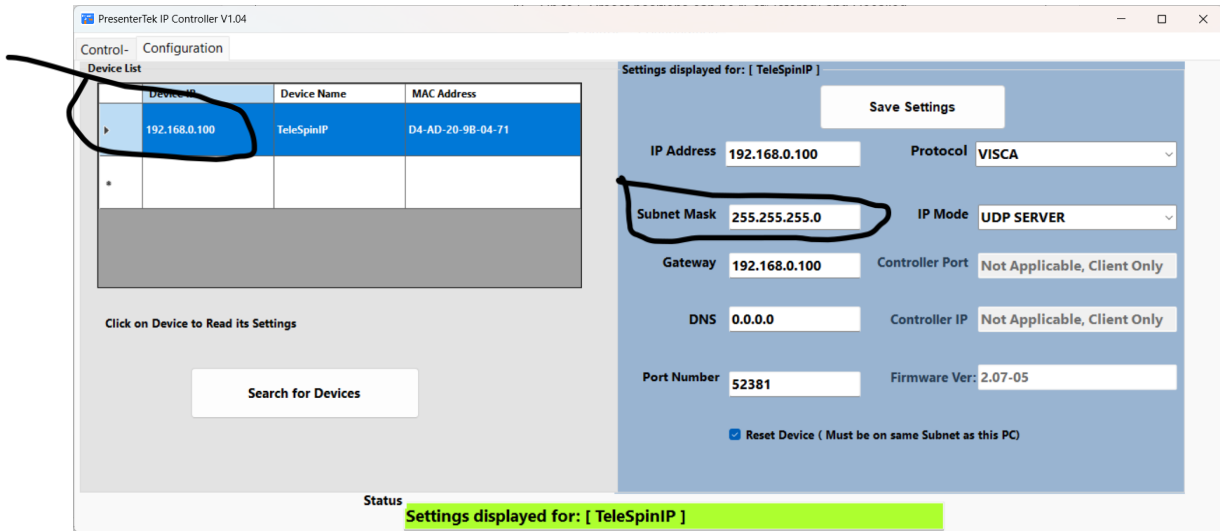 PresenterTek IP Controller V1.04
Control- Configuration
Device List
Device IP Device Name MAC Address
192.168.0.100 TeleSpinIP D4-AD-20-9B-04-71
Click on Device to Read its Settings
Search for Devices
Settings displayed for: [ TeleSpinIP ]
Save Settings
IP Address 192.168.0.100 Protocol VISCA
Subnet Mask 255.255.255.0 IP Mode UDP SERVER
Gateway 192.168.0.100 Controller Port Not Applicable, Client Only
DNS 0.0.0.0 Controller IP Not Applicable, Client Only
Port Number 52381 Firmware Ver: 2.07-05
Reset Device ( Must be on same Subnet as this PC)
Status Settings displayed for: [ TeleSpinIP ]